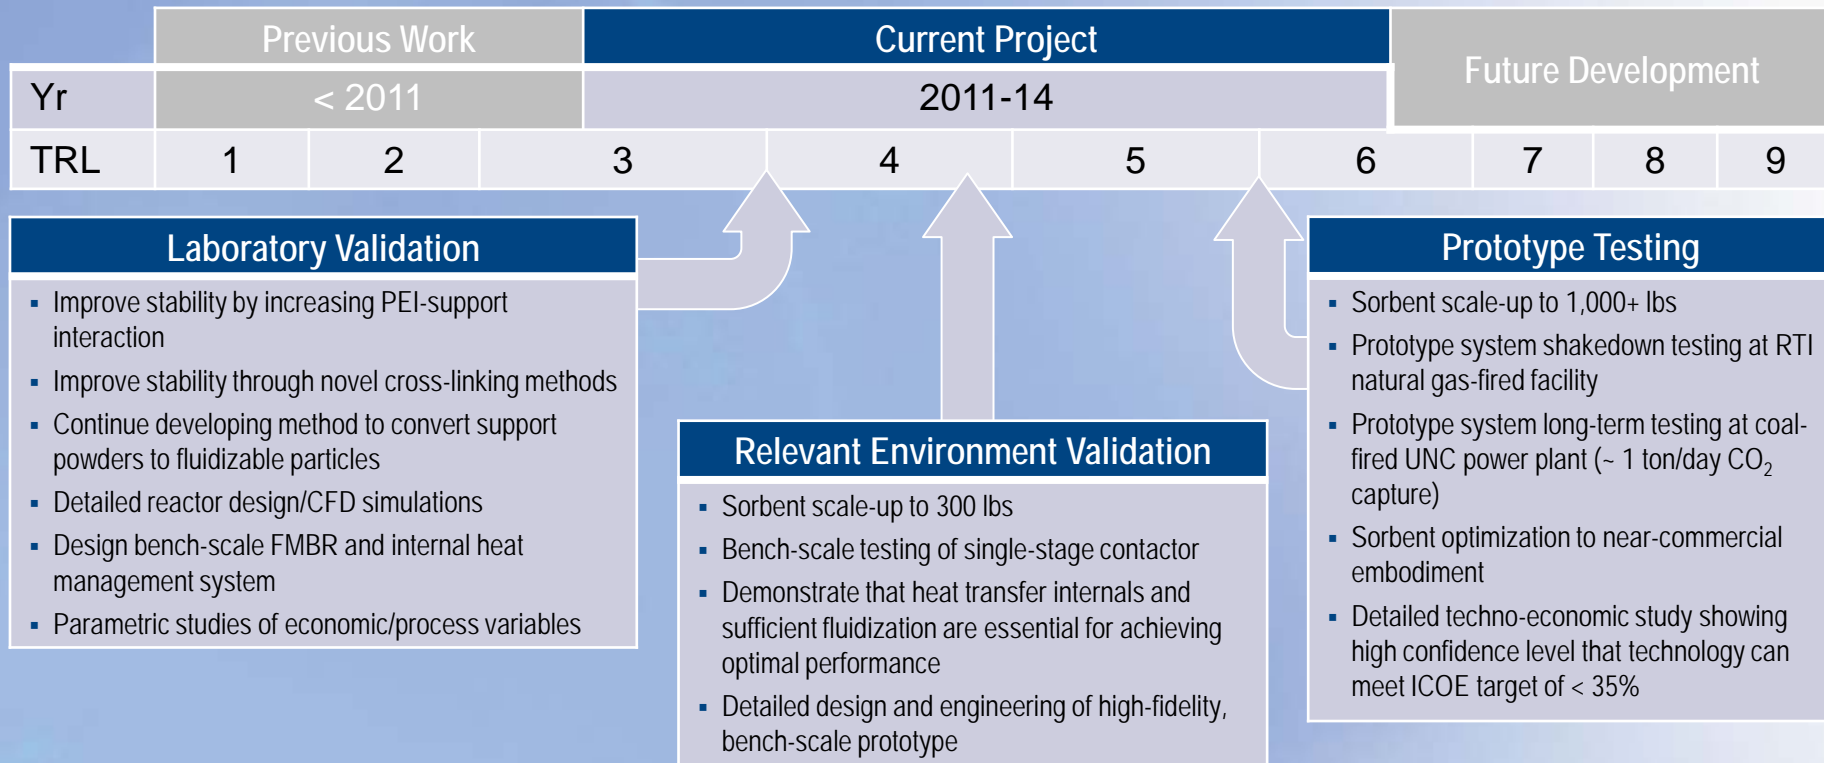 Previous Work
Current Project
Future Development
Yr
< 2011
2011-14
TRL
1
2
3
4
5
6
7
8
9
Laboratory Validation
▪ Improve stability by increasing PEI-support
interaction
▪ Improve stability through novel cross-linking methods
▪ Continue developing method to convert support
powders to fluidizable particles
▪ Detailed reactor design/CFD simulations
▪ Design bench-scale FMBR and internal heat
management system
▪ Parametric studies of economic/process variables
Relevant Environment Validation
▪ Sorbent scale-up to 300 lbs
▪ Bench-scale testing of single-stage contactor
▪ Demonstrate that heat transfer internals and
sufficient fluidization are essential for achieving
optimal performance
▪ Detailed design and engineering of high-fidelity,
bench-scale prototype
Prototype Testing
▪ Sorbent scale-up to 1,000+ lbs
▪ Prototype system shakedown testing at RTI
natural gas-fired facility
▪ Prototype system long-term testing at coal-
fired UNC power plant (~ 1 ton/day CO₂
capture)
▪ Sorbent optimization to near-commercial
embodiment
▪ Detailed techno-economic study showing
high confidence level that technology can
meet ICOE target of < 35%